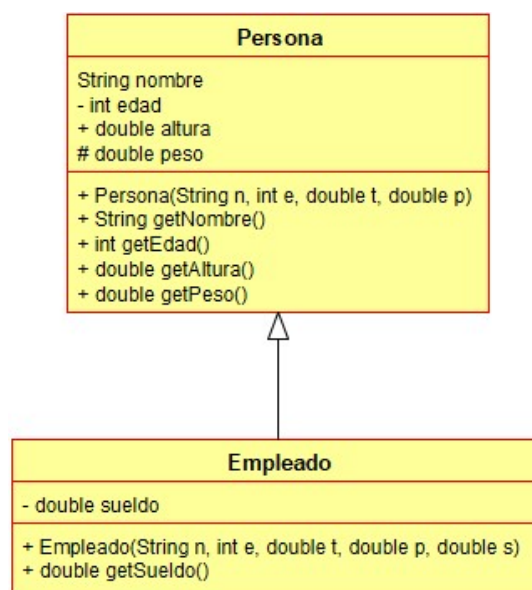 Persona
String nombre
- int edad
+ double altura
# double peso
+ Persona(String n, int e, double t, double p)
+ String getNombre()
+ int getEdad()
+ double getAltura()
+ double getPeso()
Empleado
- double sueldo
+ Empleado(String n, int e, double t, double p, double s)
+ double getSueldo()